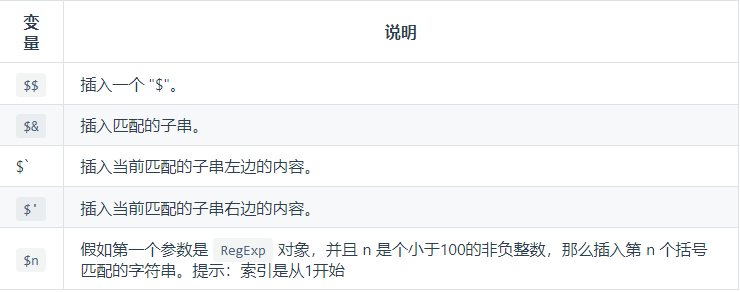 变
量
说明
$$ 插入一个 "$"。
$& 插入匹配的子串。
$` 插入当前匹配的子串左边的内容。
$' 插入当前匹配的子串右边的内容。
$n 假如第一个参数是 RegExp 对象，并且 n 是个小于100的非负整数，那么插入第 n 个括号
匹配的字符串。提示：索引是从1开始